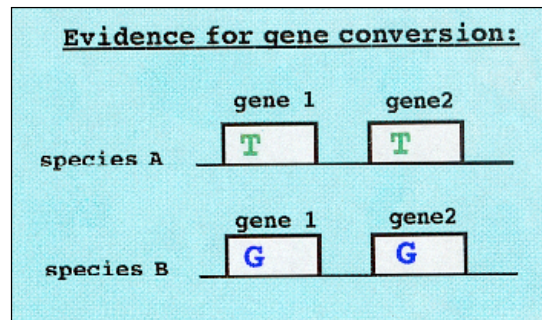 Evidence for gene conversion:
gene 1 gene2
T T
species A
gene 1 gene2
G G
species B